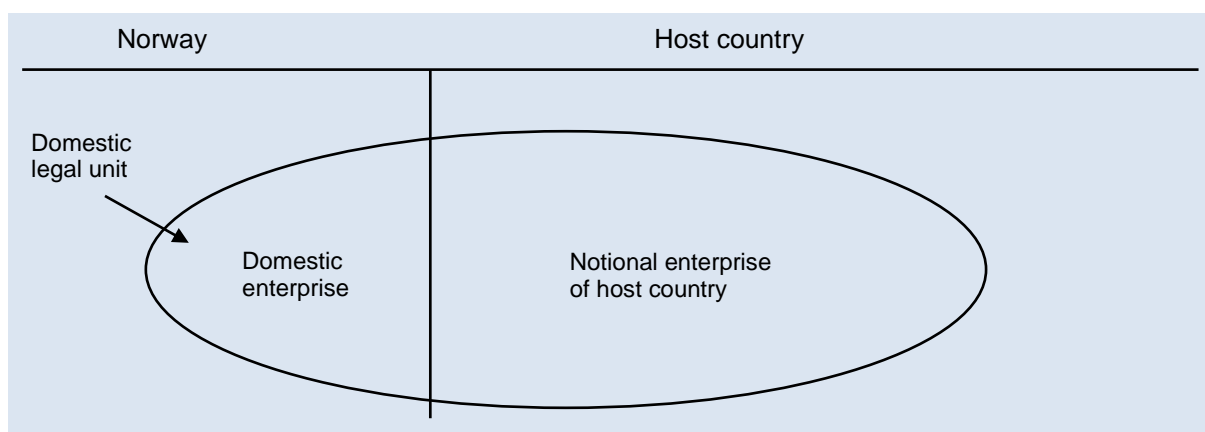 Norway
Host country
Domestic
legal unit
Domestic
enterprise
Notional enterprise
of host country